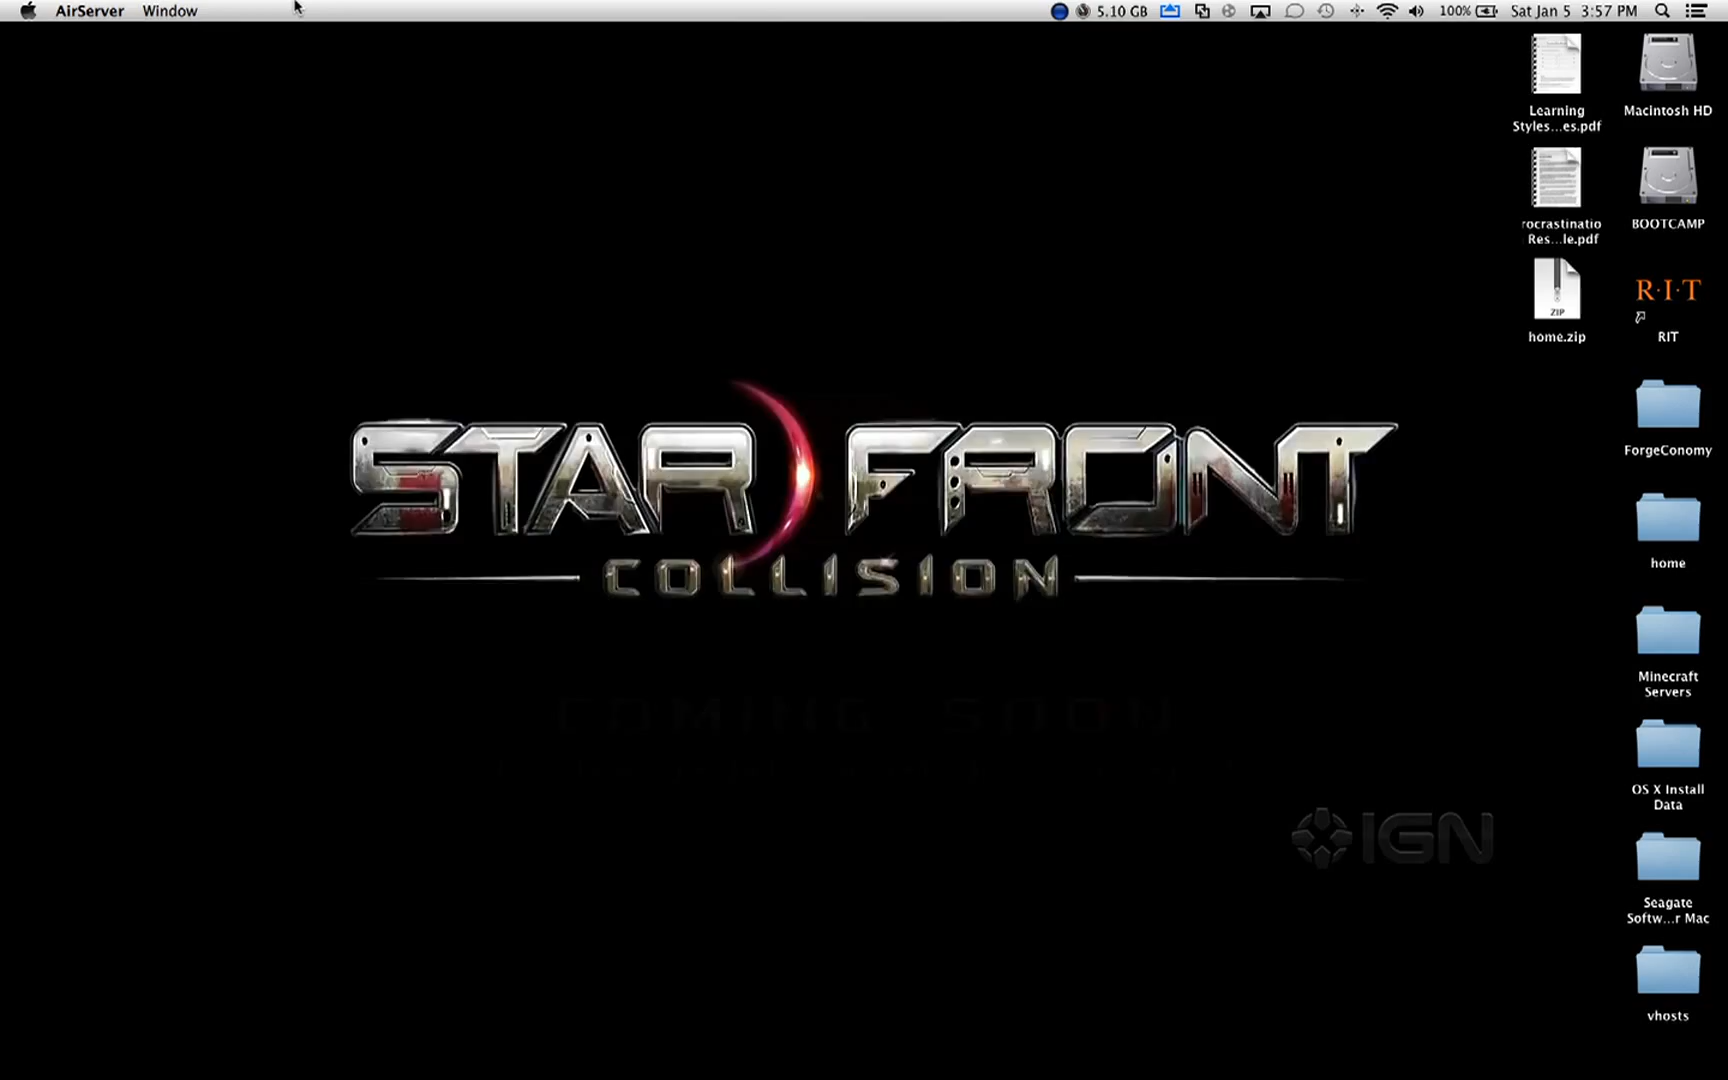 AirServer Window 5.10 GB 100% Sat Jan 5 3:57 PM
Learning
Styles...es.pdf
Macintosh HD
rocrastinatio
Res...le.pdf
BOOTCAMP
ZIP
home.zip
R·I·T
RIT
ForgeConomy
STAR FRONT
COLLISION
home
Minecraft
Servers
COMING SOON
OS X Install
Data
IGN
Seagate
Softw...r Mac
vhosts